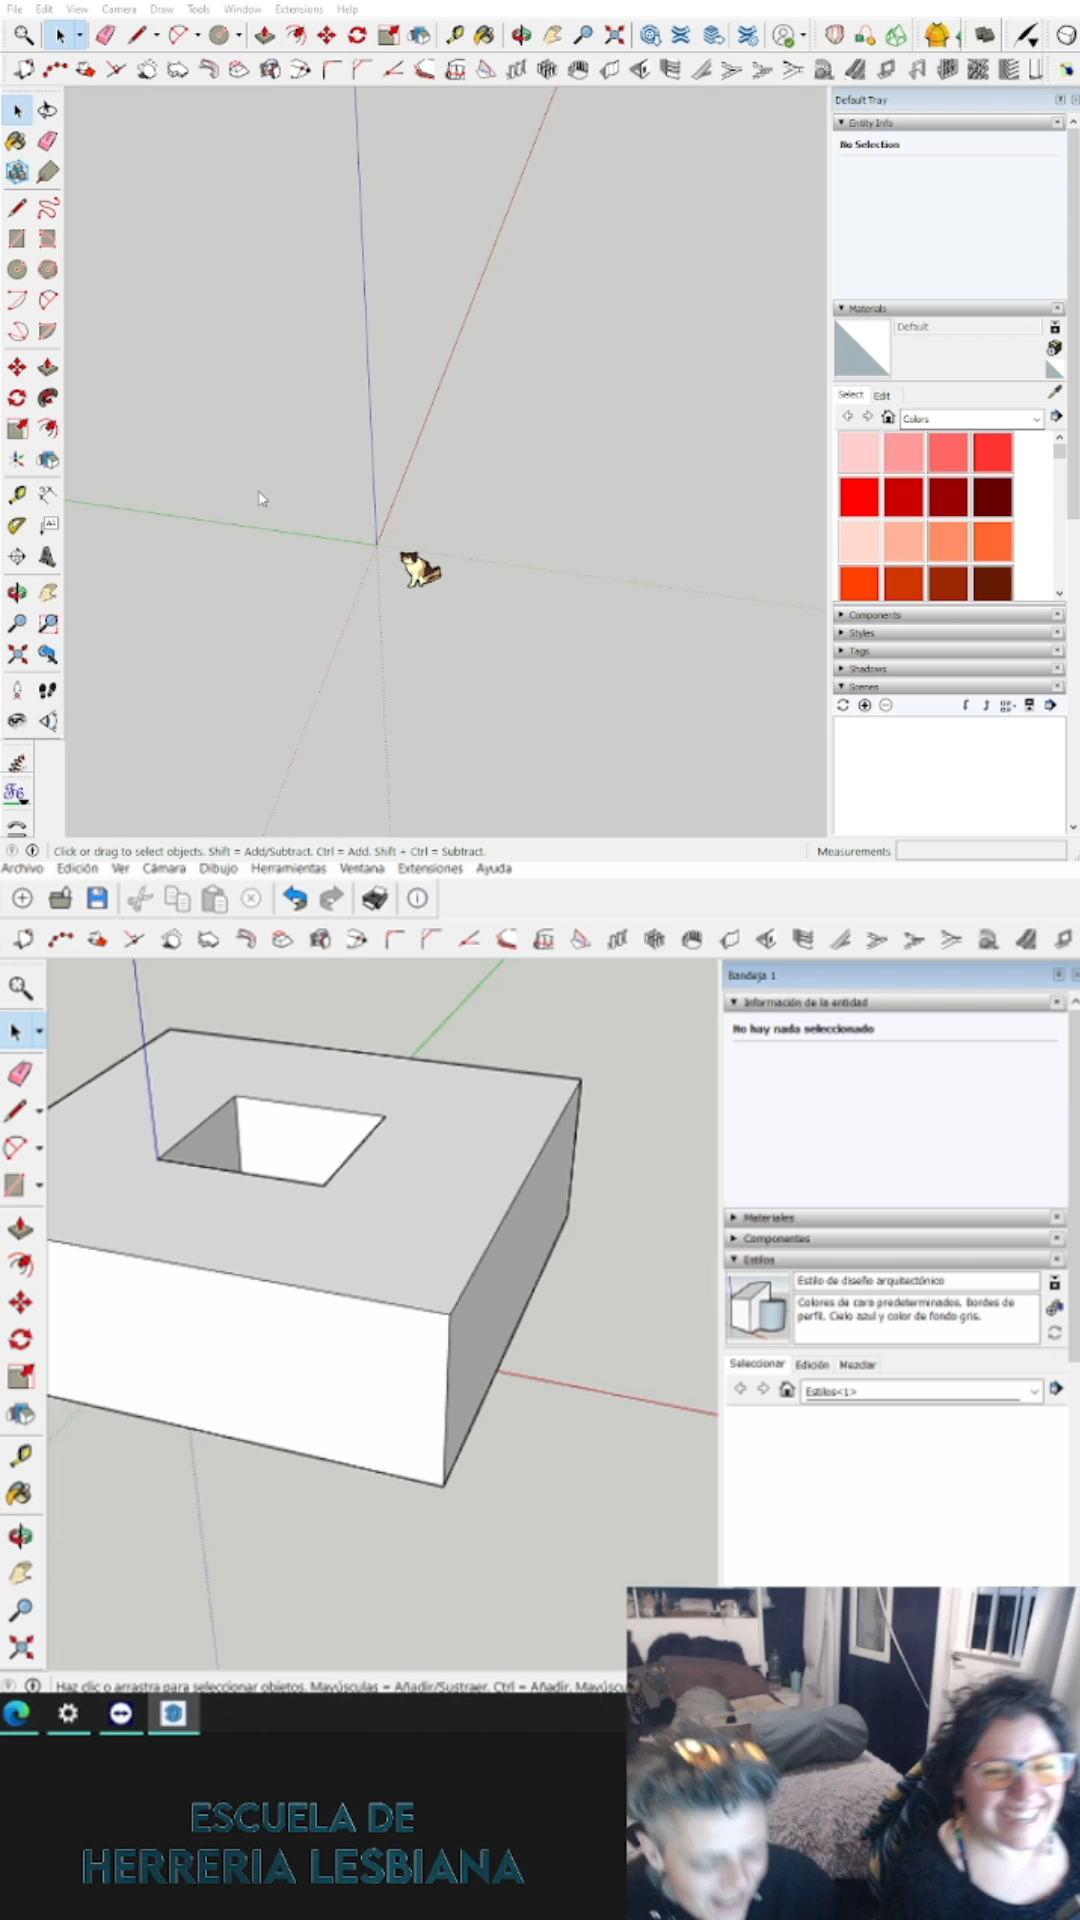 File Edit View Camera Draw Tools Window Extensions Help
Default Tray
Entity Info
No Selection
Materials
Default
Select Edit
Colors
Components
Styles
Tags
Shadows
Scenes
Click or drag to select objects. Shift = Add/Subtract. Ctrl = Add. Shift + Ctrl = Subtract.
Measurements
Archivo Edición Ver Cámara Dibujo Herramientas Ventana Extensiones Ayuda
Bandeja 1
Información de la entidad
No hay nada seleccionado
Materiales
Componentes
Estilos
Estilo de diseño arquitectónico
Colores de cara predeterminados. Bordes de
perfil. Cielo azul y color de fondo gris.
Seleccionar Edición Mezclar
Estilos<1>
Haz clic o arrastra para seleccionar objetos. Mayúsculas = Añadir/Sustraer. Ctrl = Añadir. Mayúscu
ESCUELA DE
HERRERIA LESBIANA